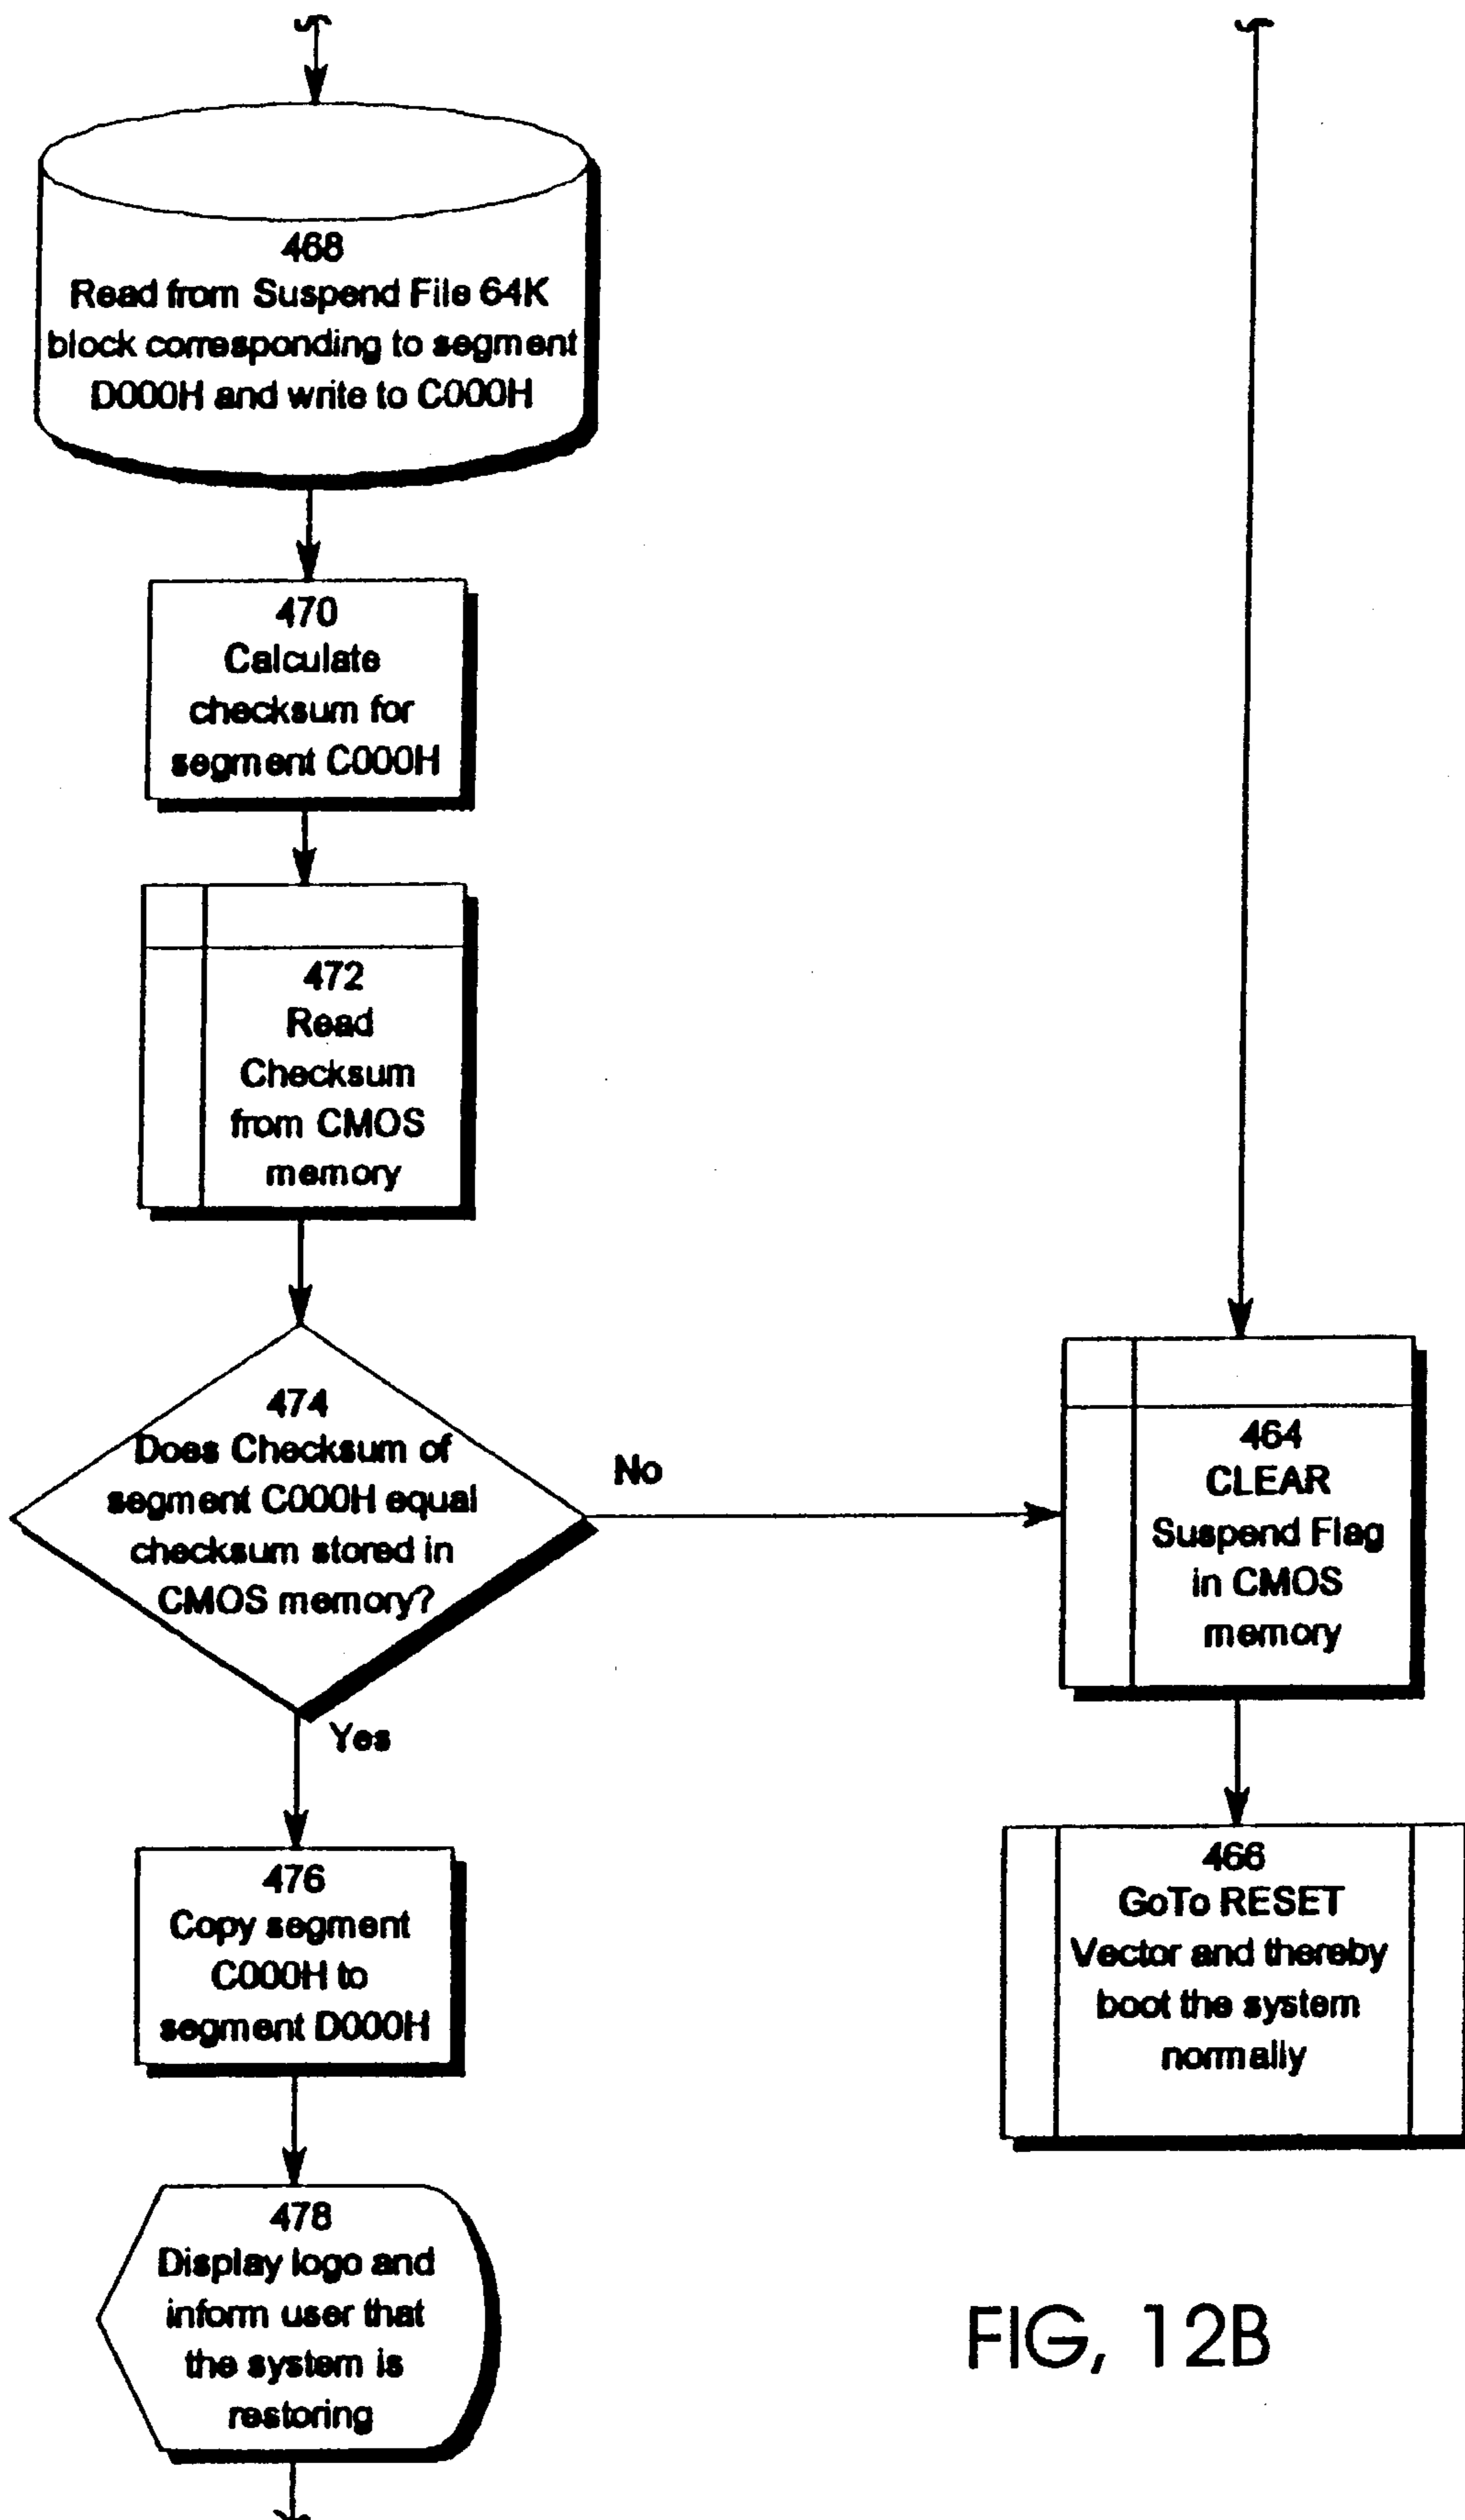 468
Read from Suspend File 64K
block corresponding to segment
D000H and write to C000H
470
Calculate
checksum for
segment C000H
472
Read
Checksum
from CMOS
memory
474
Does Checksum of
segment C000H equal
checksum stored in
CMOS memory?
No
Yes
464
CLEAR
Suspend Flag
in CMOS
memory
476
Copy segment
C000H to
segment D000H
466
GoTo RESET
Vector and thereby
boot the system
normally
478
Display logo and
inform user that
the system is
restoring
FIG, 12B